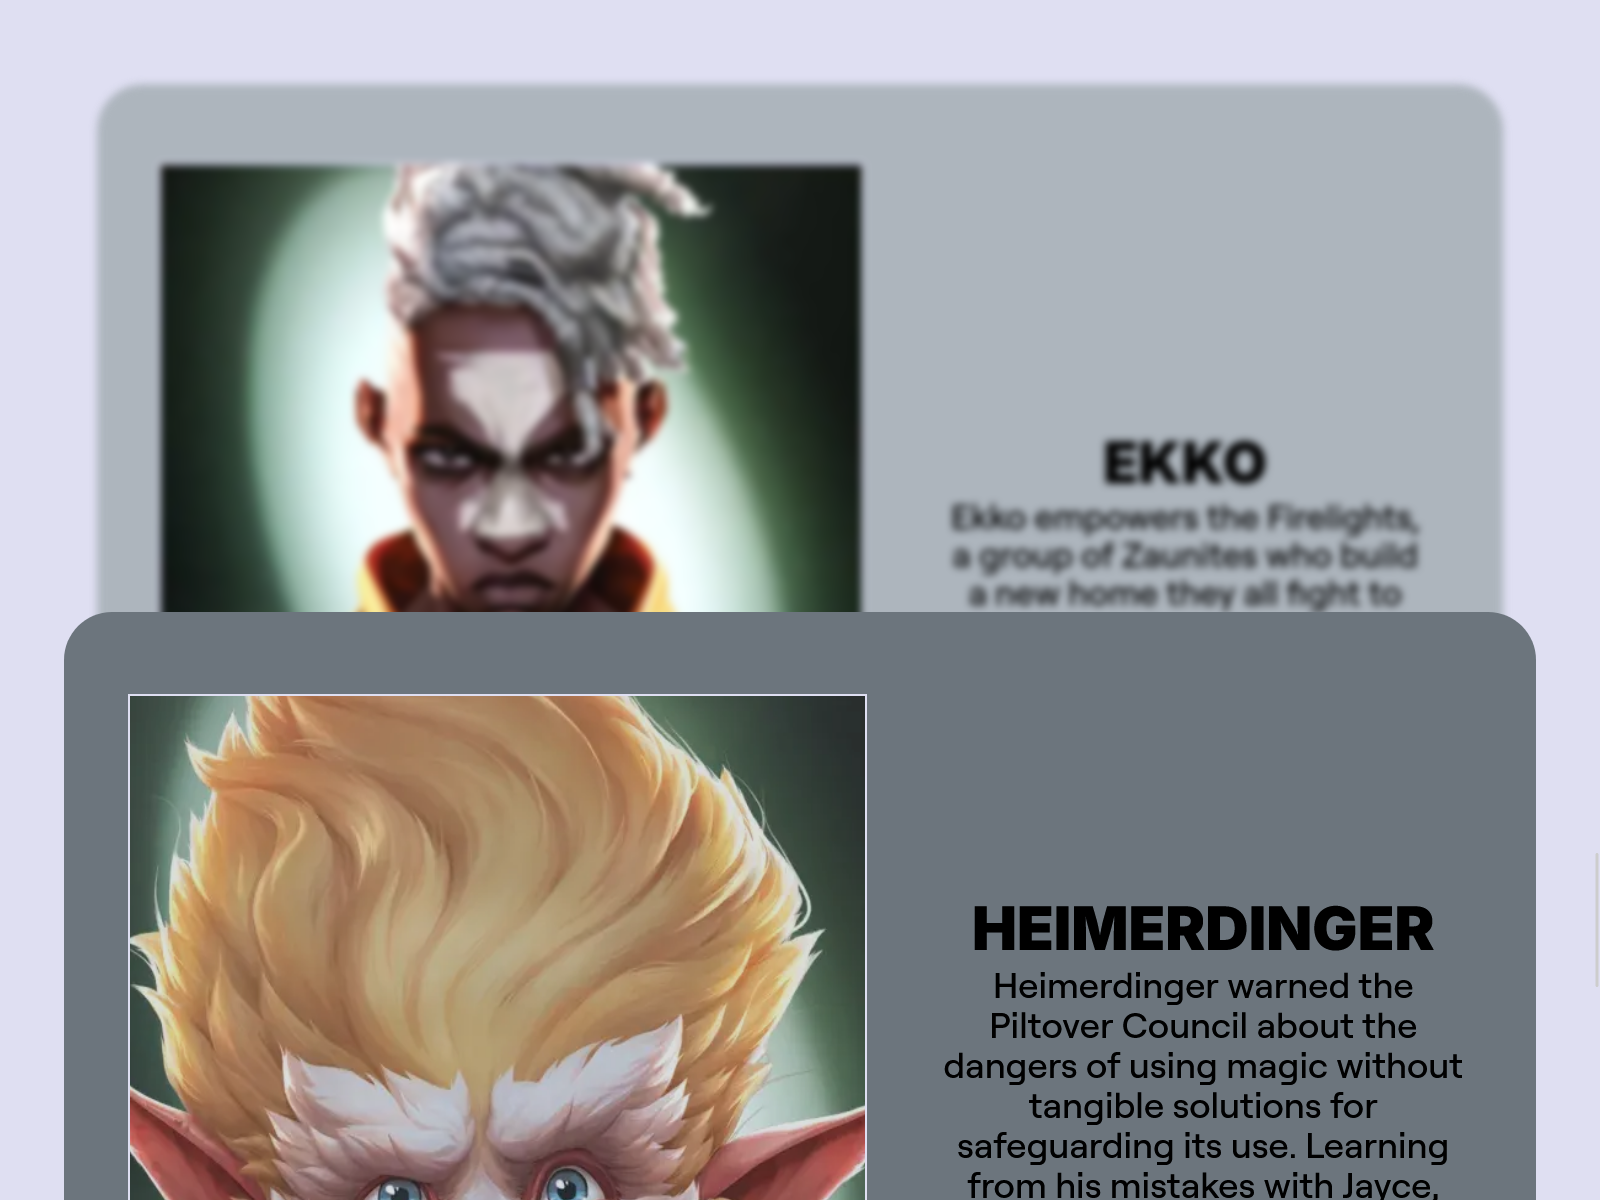 EKKO
Ekko empowers the Firelights,
a group of Zaunites who build
a new home they all fight to
HEIMERDINGER
Heimerdinger warned the
Piltover Council about the
dangers of using magic without
tangible solutions for
safeguarding its use. Learning
from his mistakes with Jayce,